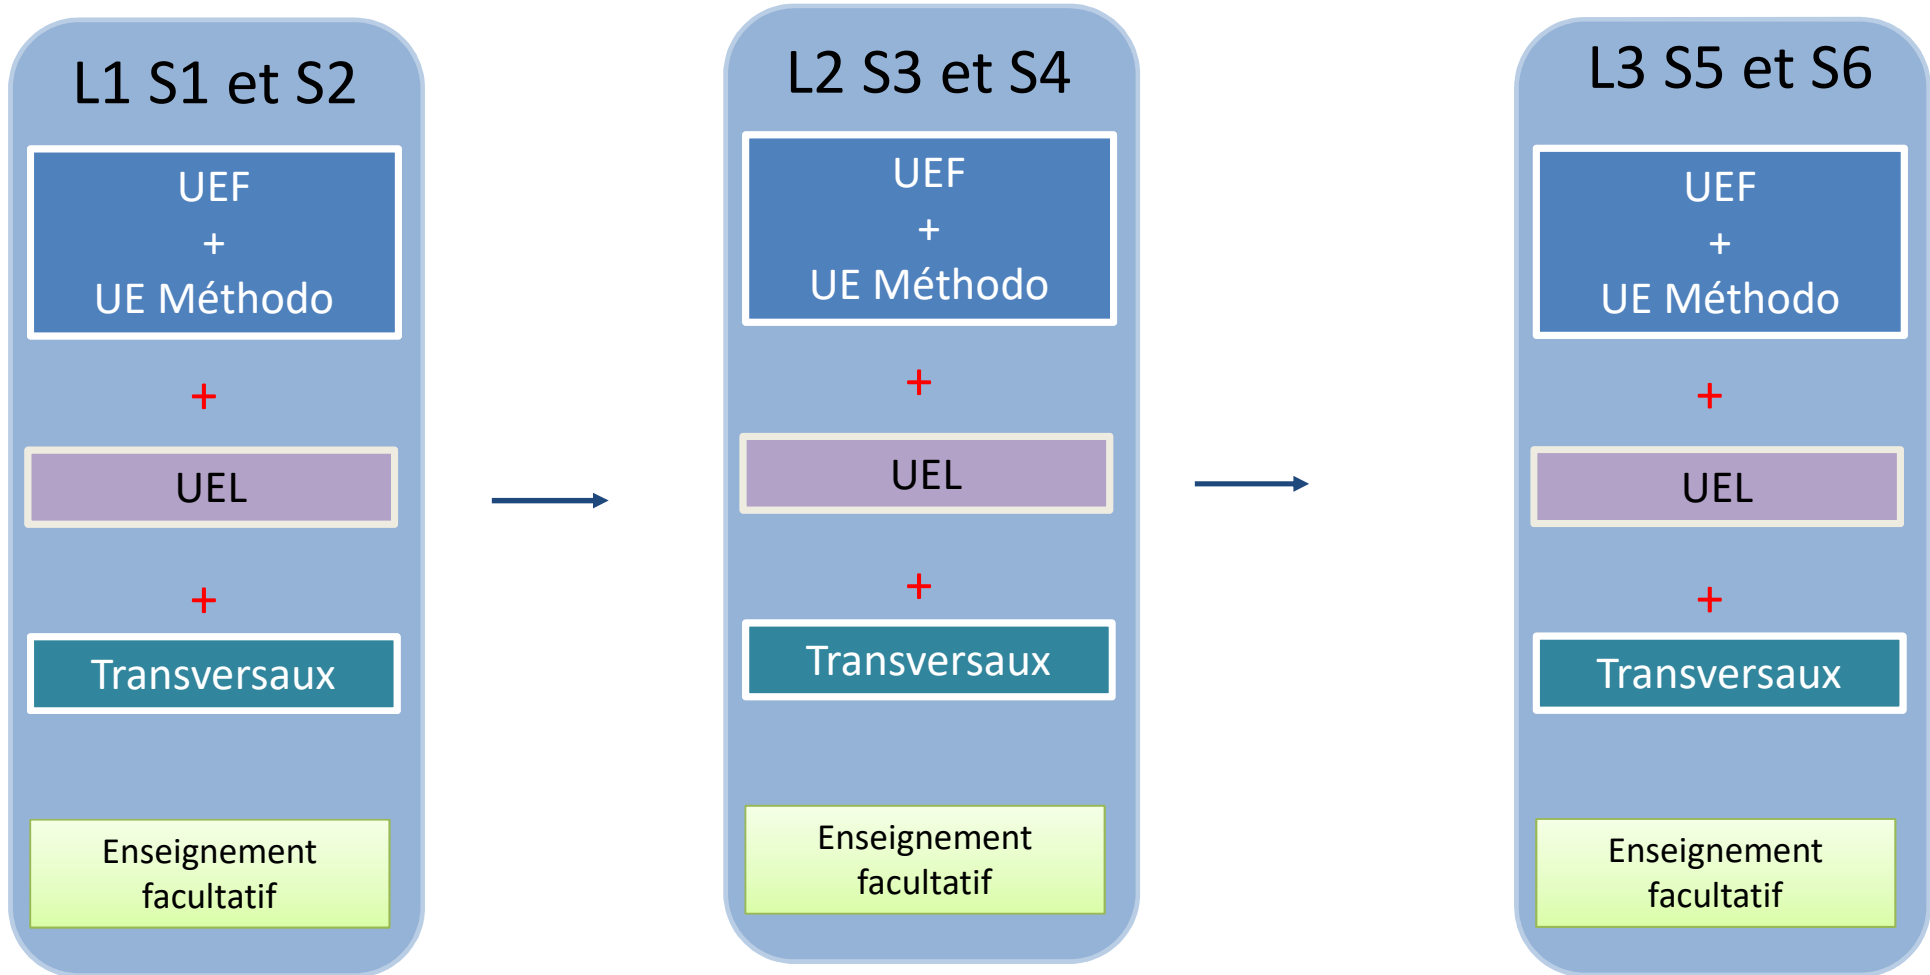 L1 S1 et S2
UEF
+
UE Méthodo
+
UEL
+
Transversaux
Enseignement
facultatif
L2 S3 et S4
UEF
+
UE Méthodo
+
UEL
+
Transversaux
Enseignement
facultatif
L3 S5 et S6
UEF
+
UE Méthodo
+
UEL
+
Transversaux
Enseignement
facultatif